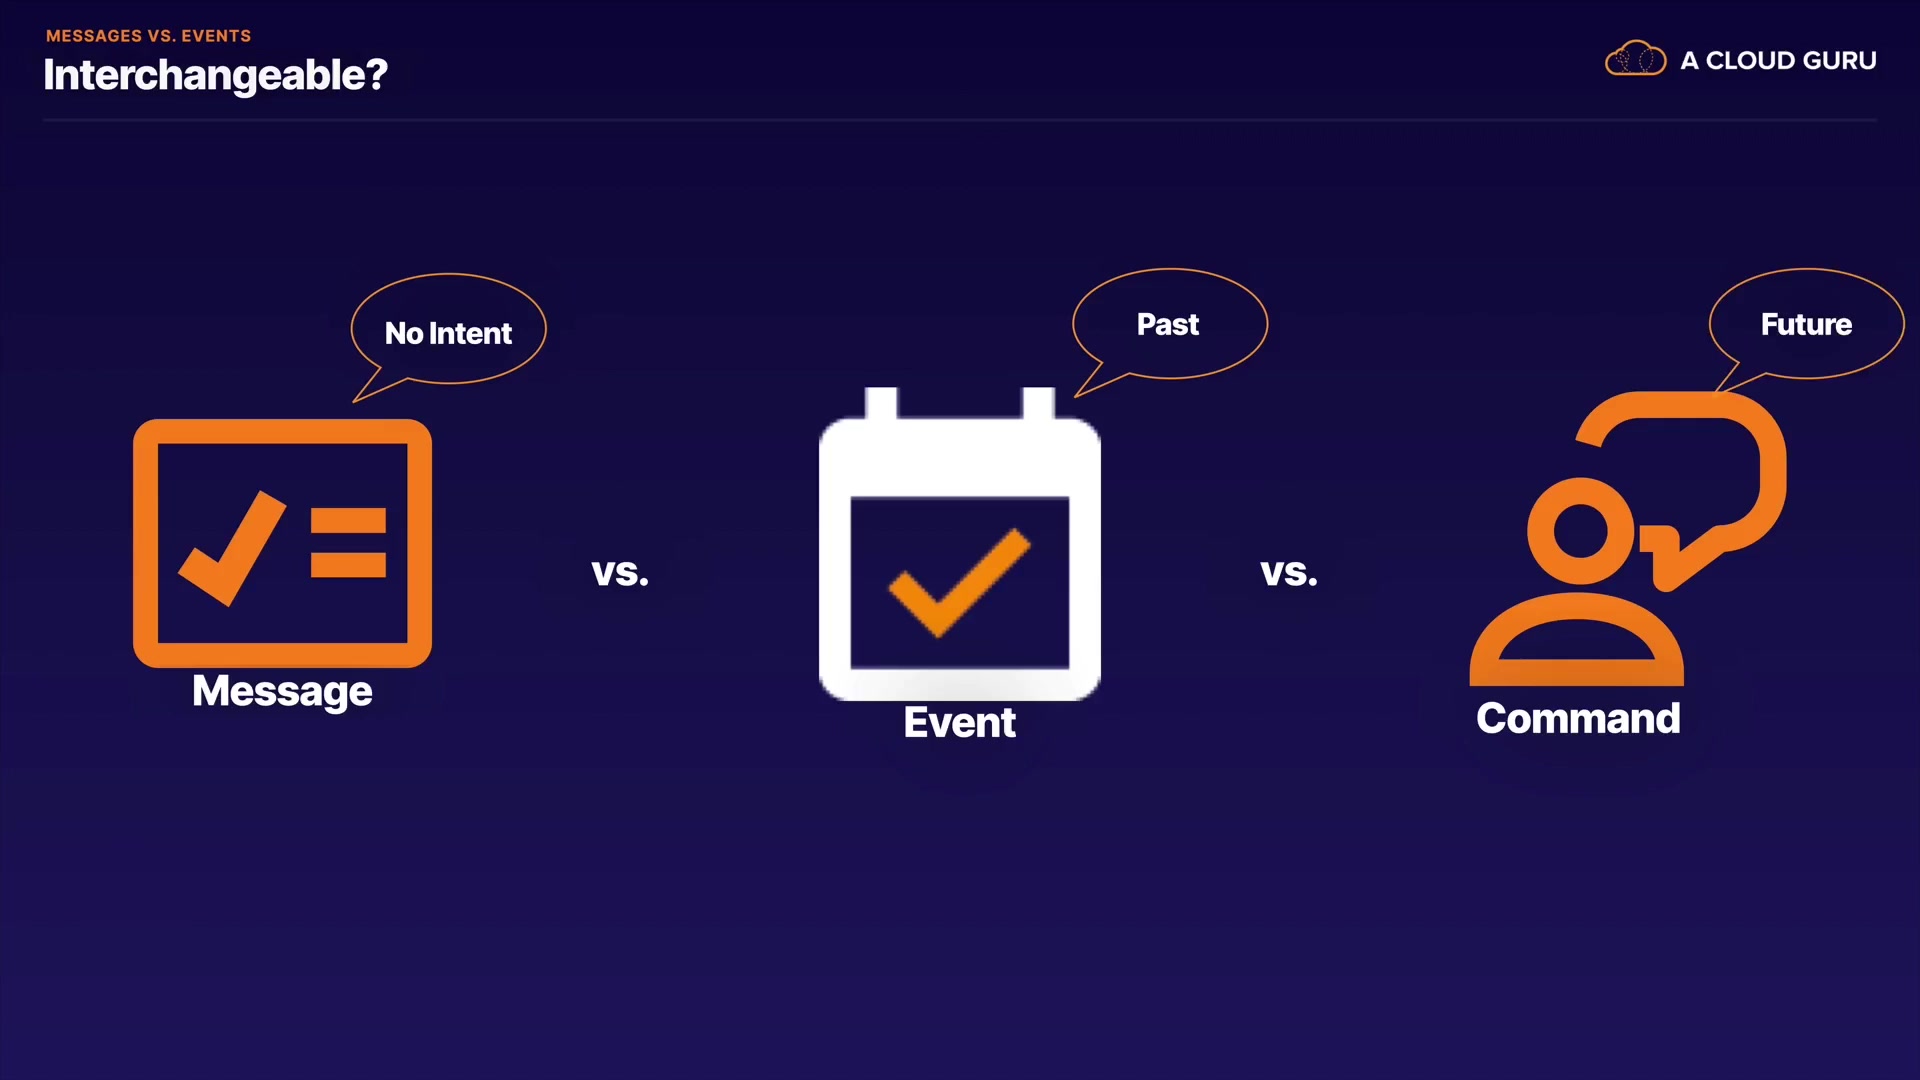 MESSAGES VS. EVENTS
Interchangeable?
A CLOUD GURU
No Intent
Past
Future
vs.
vs.
Message
Event
Command